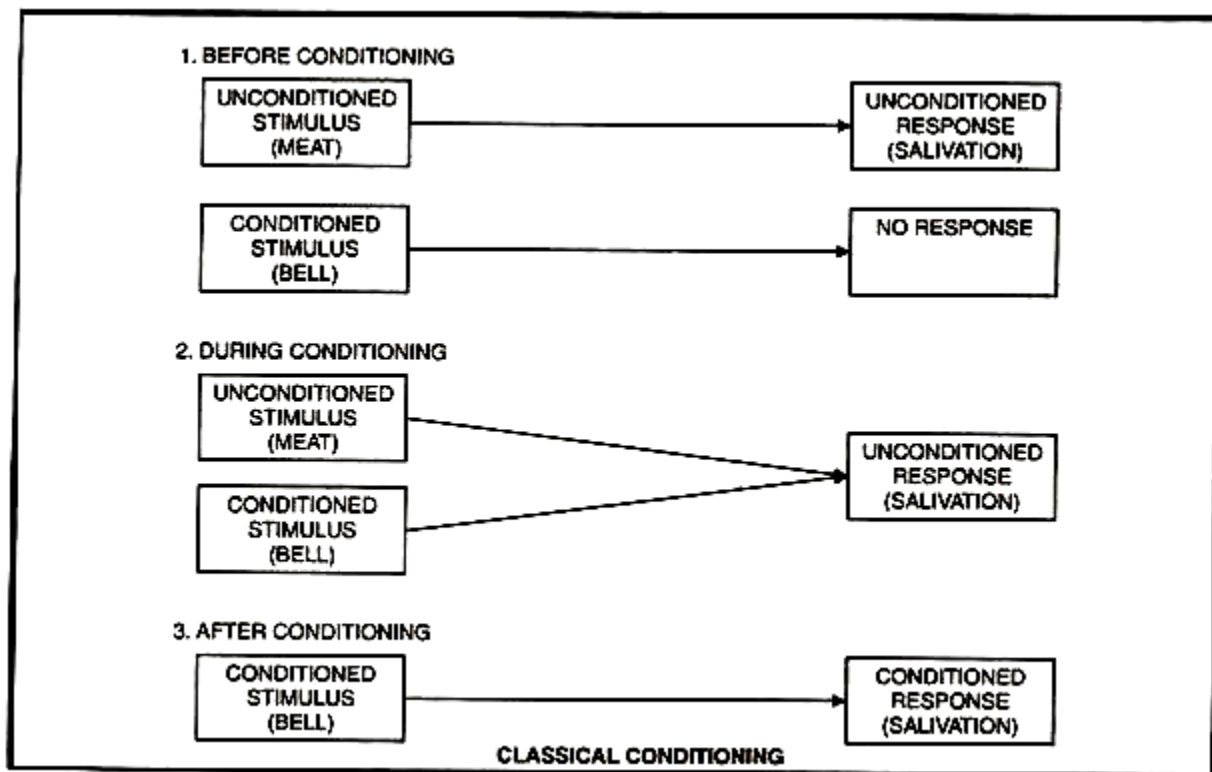 1. BEFORE CONDITIONING
UNCONDITIONED
STIMULUS
(MEAT)
UNCONDITIONED
RESPONSE
(SALIVATION)
CONDITIONED
STIMULUS
(BELL)
NO RESPONSE
2. DURING CONDITIONING
UNCONDITIONED
STIMULUS
(MEAT)
UNCONDITIONED
RESPONSE
(SALIVATION)
CONDITIONED
STIMULUS
(BELL)
3. AFTER CONDITIONING
CONDITIONED
STIMULUS
(BELL)
CONDITIONED
RESPONSE
(SALIVATION)
CLASSICAL CONDITIONING